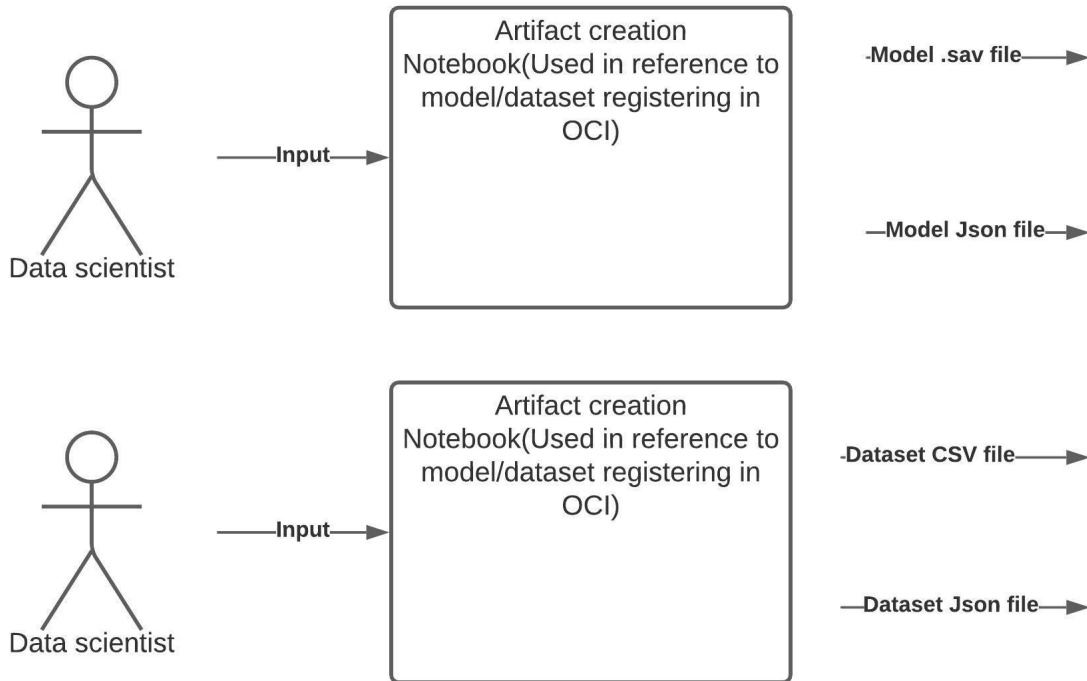 Artifact creation
Notebook(Used in reference to
model/dataset registering in
OCI)
Model .sav file
Input
Model Json file
Data scientist
Artifact creation
Notebook(Used in reference to
model/dataset registering in
OCI)
Dataset CSV file
Input
Dataset Json file
Data scientist